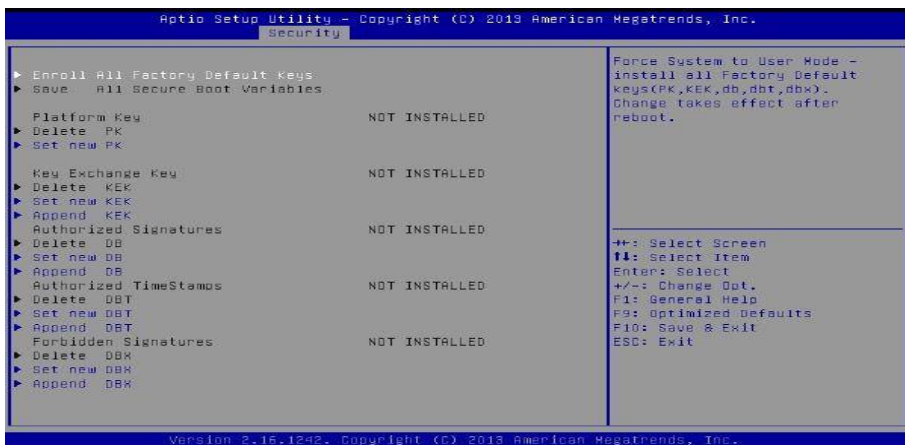 Aptio Setup Utility – Copyright (C) 2013 American Megatrends, Inc.
Security
► Enroll All Factory Default Keys
► Save All Secure Boot Variables
Platform Key NOT INSTALLED
► Delete PK
► Set new PK
Key Exchange Key NOT INSTALLED
► Delete KEK
► Set new KEK
► Append KEK
Authorized Signatures NOT INSTALLED
► Delete DB
► Set new DB
► Append DB
Authorized TimeStamps NOT INSTALLED
► Delete DBT
► Set new DBT
► Append DBT
Forbidden Signatures NOT INSTALLED
► Delete DBX
► Set new DBX
► Append DBX
Force System to User Mode –
install all Factory Default
keys(PK,KEK,db,dbt,dbx).
Change takes effect after
reboot.
→←: Select Screen
↑↓: Select Item
Enter: Select
+/-: Change Opt.
F1: General Help
F9: Optimized Defaults
F10: Save & Exit
ESC: Exit
Version 2.16.1242. Copyright (C) 2013 American Megatrends, Inc.